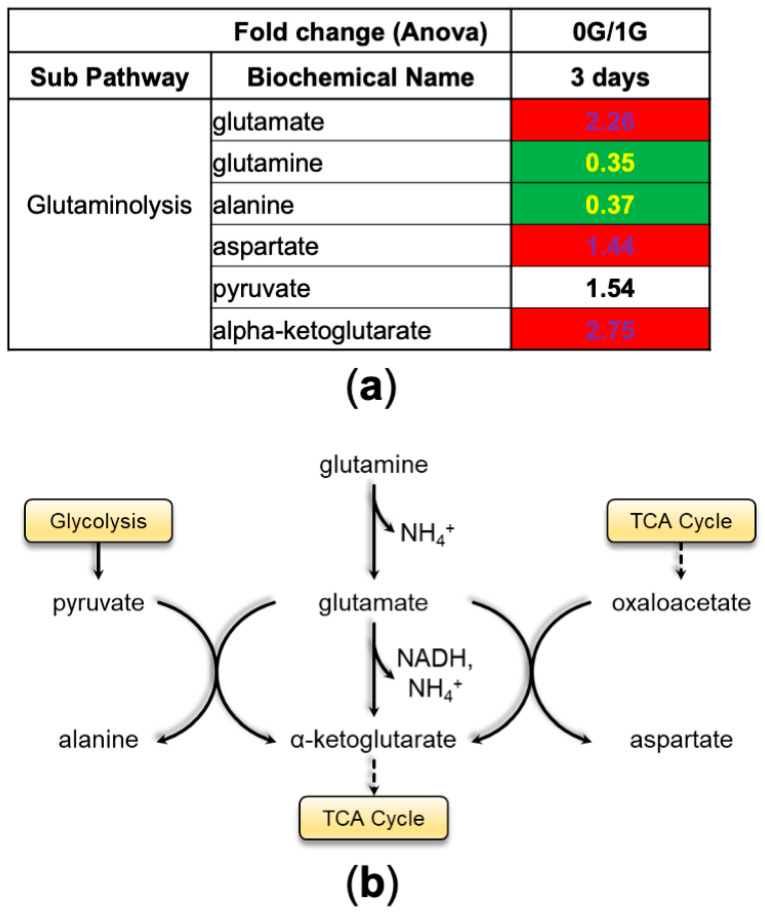 Fold change (Anova) 0G/1G
Sub Pathway Biochemical Name 3 days
glutamate 2.26
glutamine 0.35
Glutaminolysis alanine 0.37
aspartate 1.44
pyruvate 1.54
alpha-ketoglutarate 2.75
(a)
glutamine
Glycolysis TCA Cycle
NH₄⁺
pyruvate glutamate oxaloacetate
NADH,
NH₄⁺
alanine α-ketoglutarate aspartate
TCA Cycle
(b)